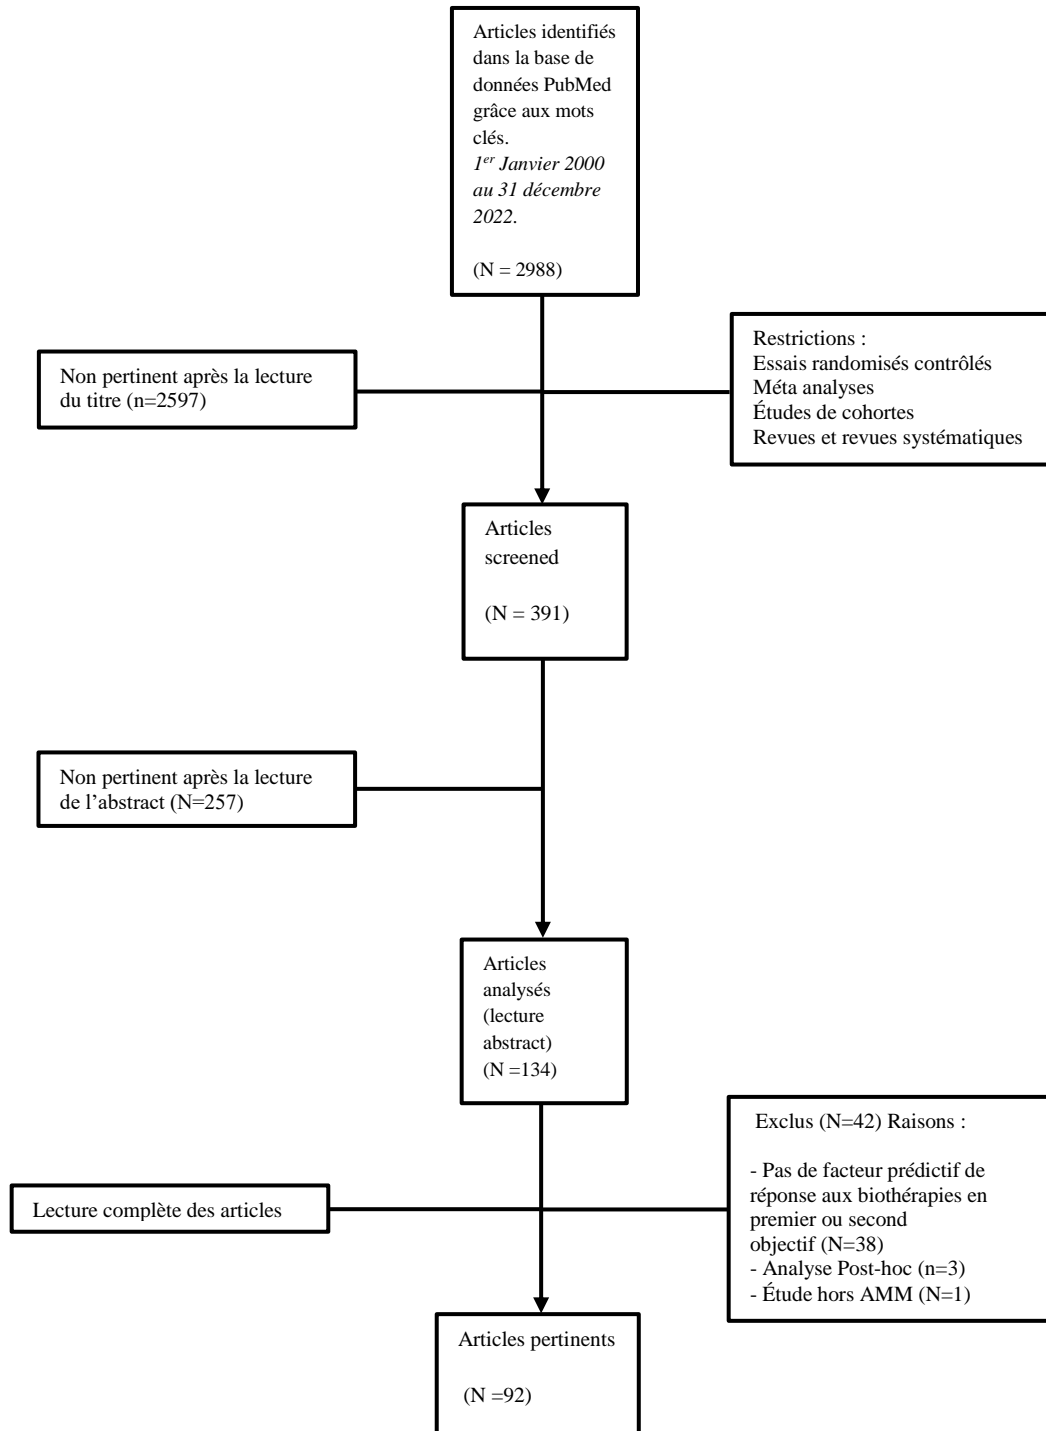 Articles identifiés
dans la base de
données PubMed
grâce aux mots
clés.
1er Janvier 2000
au 31 décembre
2022.
(N = 2988)
Non pertinent après la lecture
du titre (n=2597)
Restrictions :
Essais randomisés contrôlés
Méta analyses
Études de cohortes
Revues et revues systématiques
Articles
screened
(N = 391)
Non pertinent après la lecture
de l’abstract (N=257)
Articles
analysés
(lecture
abstract)
(N =134)
Exclus (N=42) Raisons :
- Pas de facteur prédictif de
réponse aux biothérapies en
premier ou second
objectif (N=38)
- Analyse Post-hoc (n=3)
- Étude hors AMM (N=1)
Lecture complète des articles
Articles pertinents
(N =92)